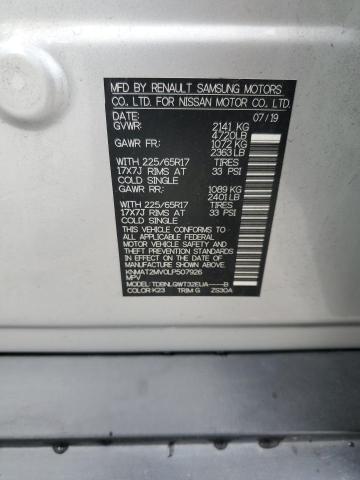 MFD BY RENAULT SAMSUNG MOTORS
CO. LTD. FOR NISSAN MOTOR CO. LTD.
DATE: 07/19
GVWR: 2141 KG
4720LB
GAWR FR: 1072 KG
2363 LB
WITH 225/65R17 TIRES
17X7J RIMS AT 33 PSI
COLD SINGLE
GAWR RR: 1089 KG
2401 LB
WITH 225/65R17 TIRES
17X7J RIMS AT 33 PSI
COLD SINGLE
THIS VEHICLE CONFORMS TO ALL
APPLICABLE FEDERAL MOTOR
VEHICLE SAFETY AND THEFT
PREVENTION STANDARDS IN
EFFECT ON THE DATE OF
MANUFACTURE SHOWN ABOVE.
KNMAT2MV0LP507926
MPV
MODEL: TDBNLGWT32EUA----B
COLOR: K23 TRIM: G ZS30A